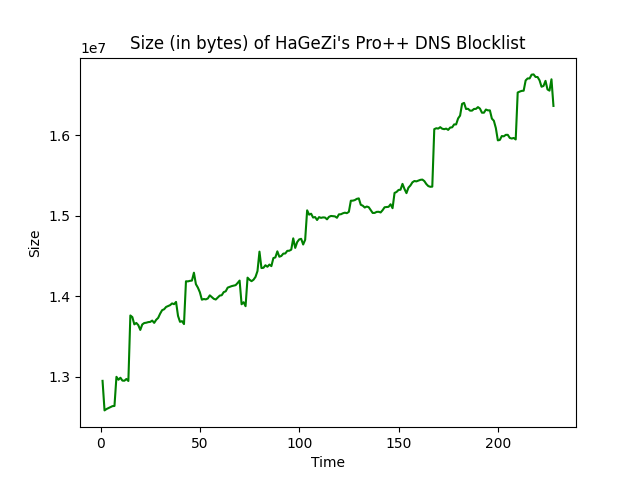 Size (in bytes) of HaGeZi's Pro++ DNS Blocklist
1e7
1.6
1.5
1.4
1.3
Size
0 50 100 150 200
Time